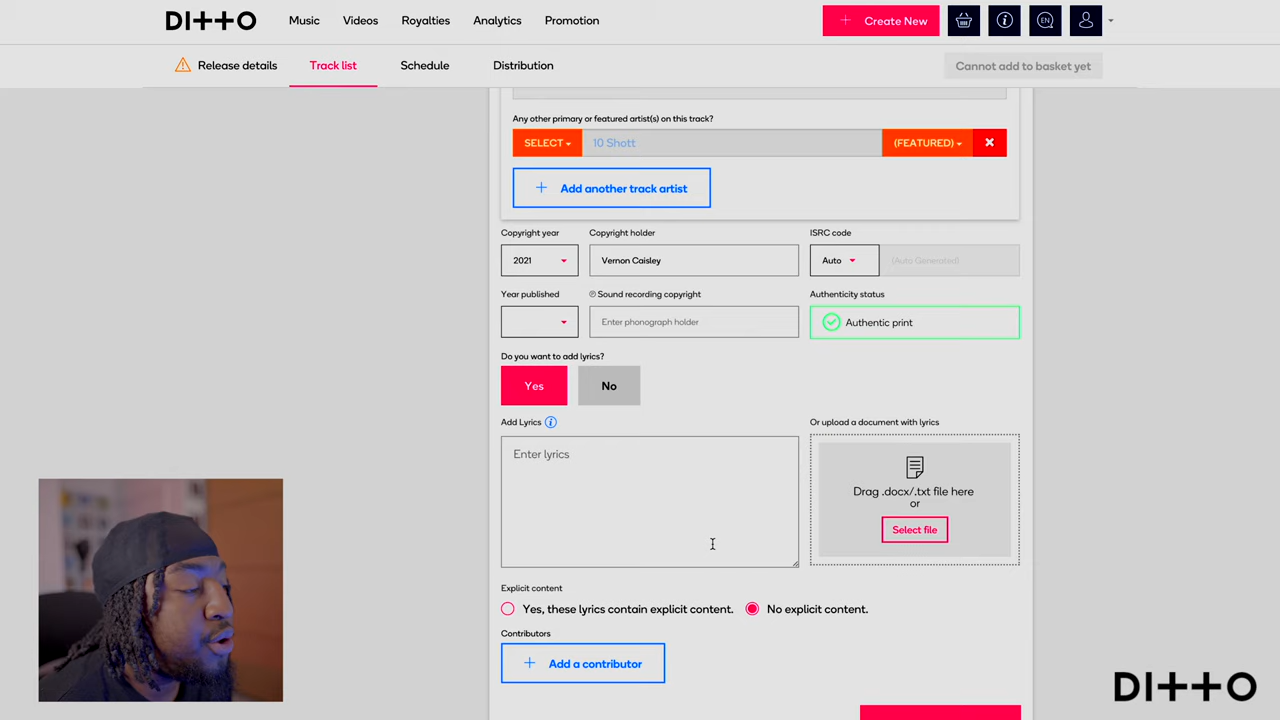 DITTO
Music
Videos
Royalties
Analytics
Promotion
+ Create New
EN
Release details
Track list
Schedule
Distribution
Cannot add to basket yet
Any other primary or featured artist(s) on this track?
SELECT
10 Shott
(FEATURED)
+ Add another track artist
Copyright year
Copyright holder
ISRC code
2021
Vernon Caisley
Auto
(Auto Generated)
Year published
℗ Sound recording copyright
Authenticity status
Enter phonograph holder
Authentic print
Do you want to add lyrics?
Yes
No
Add Lyrics
Or upload a document with lyrics
Enter lyrics
Drag .docx/.txt file here
or
Select file
Explicit content
Yes, these lyrics contain explicit content.
No explicit content.
Contributors
+ Add a contributor
DITTO